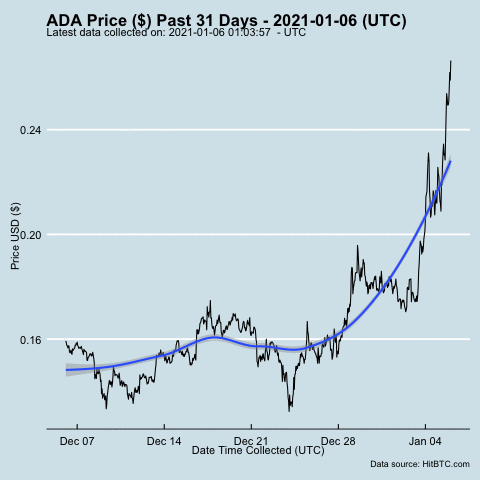 ADA Price ($) Past 31 Days - 2021-01-06 (UTC)
Latest data collected on: 2021-01-06 01:03:57 - UTC
Price USD ($)
0.24
0.20
0.16
Dec 07
Dec 14
Dec 21
Dec 28
Jan 04
Date Time Collected (UTC)
Data source: HitBTC.com